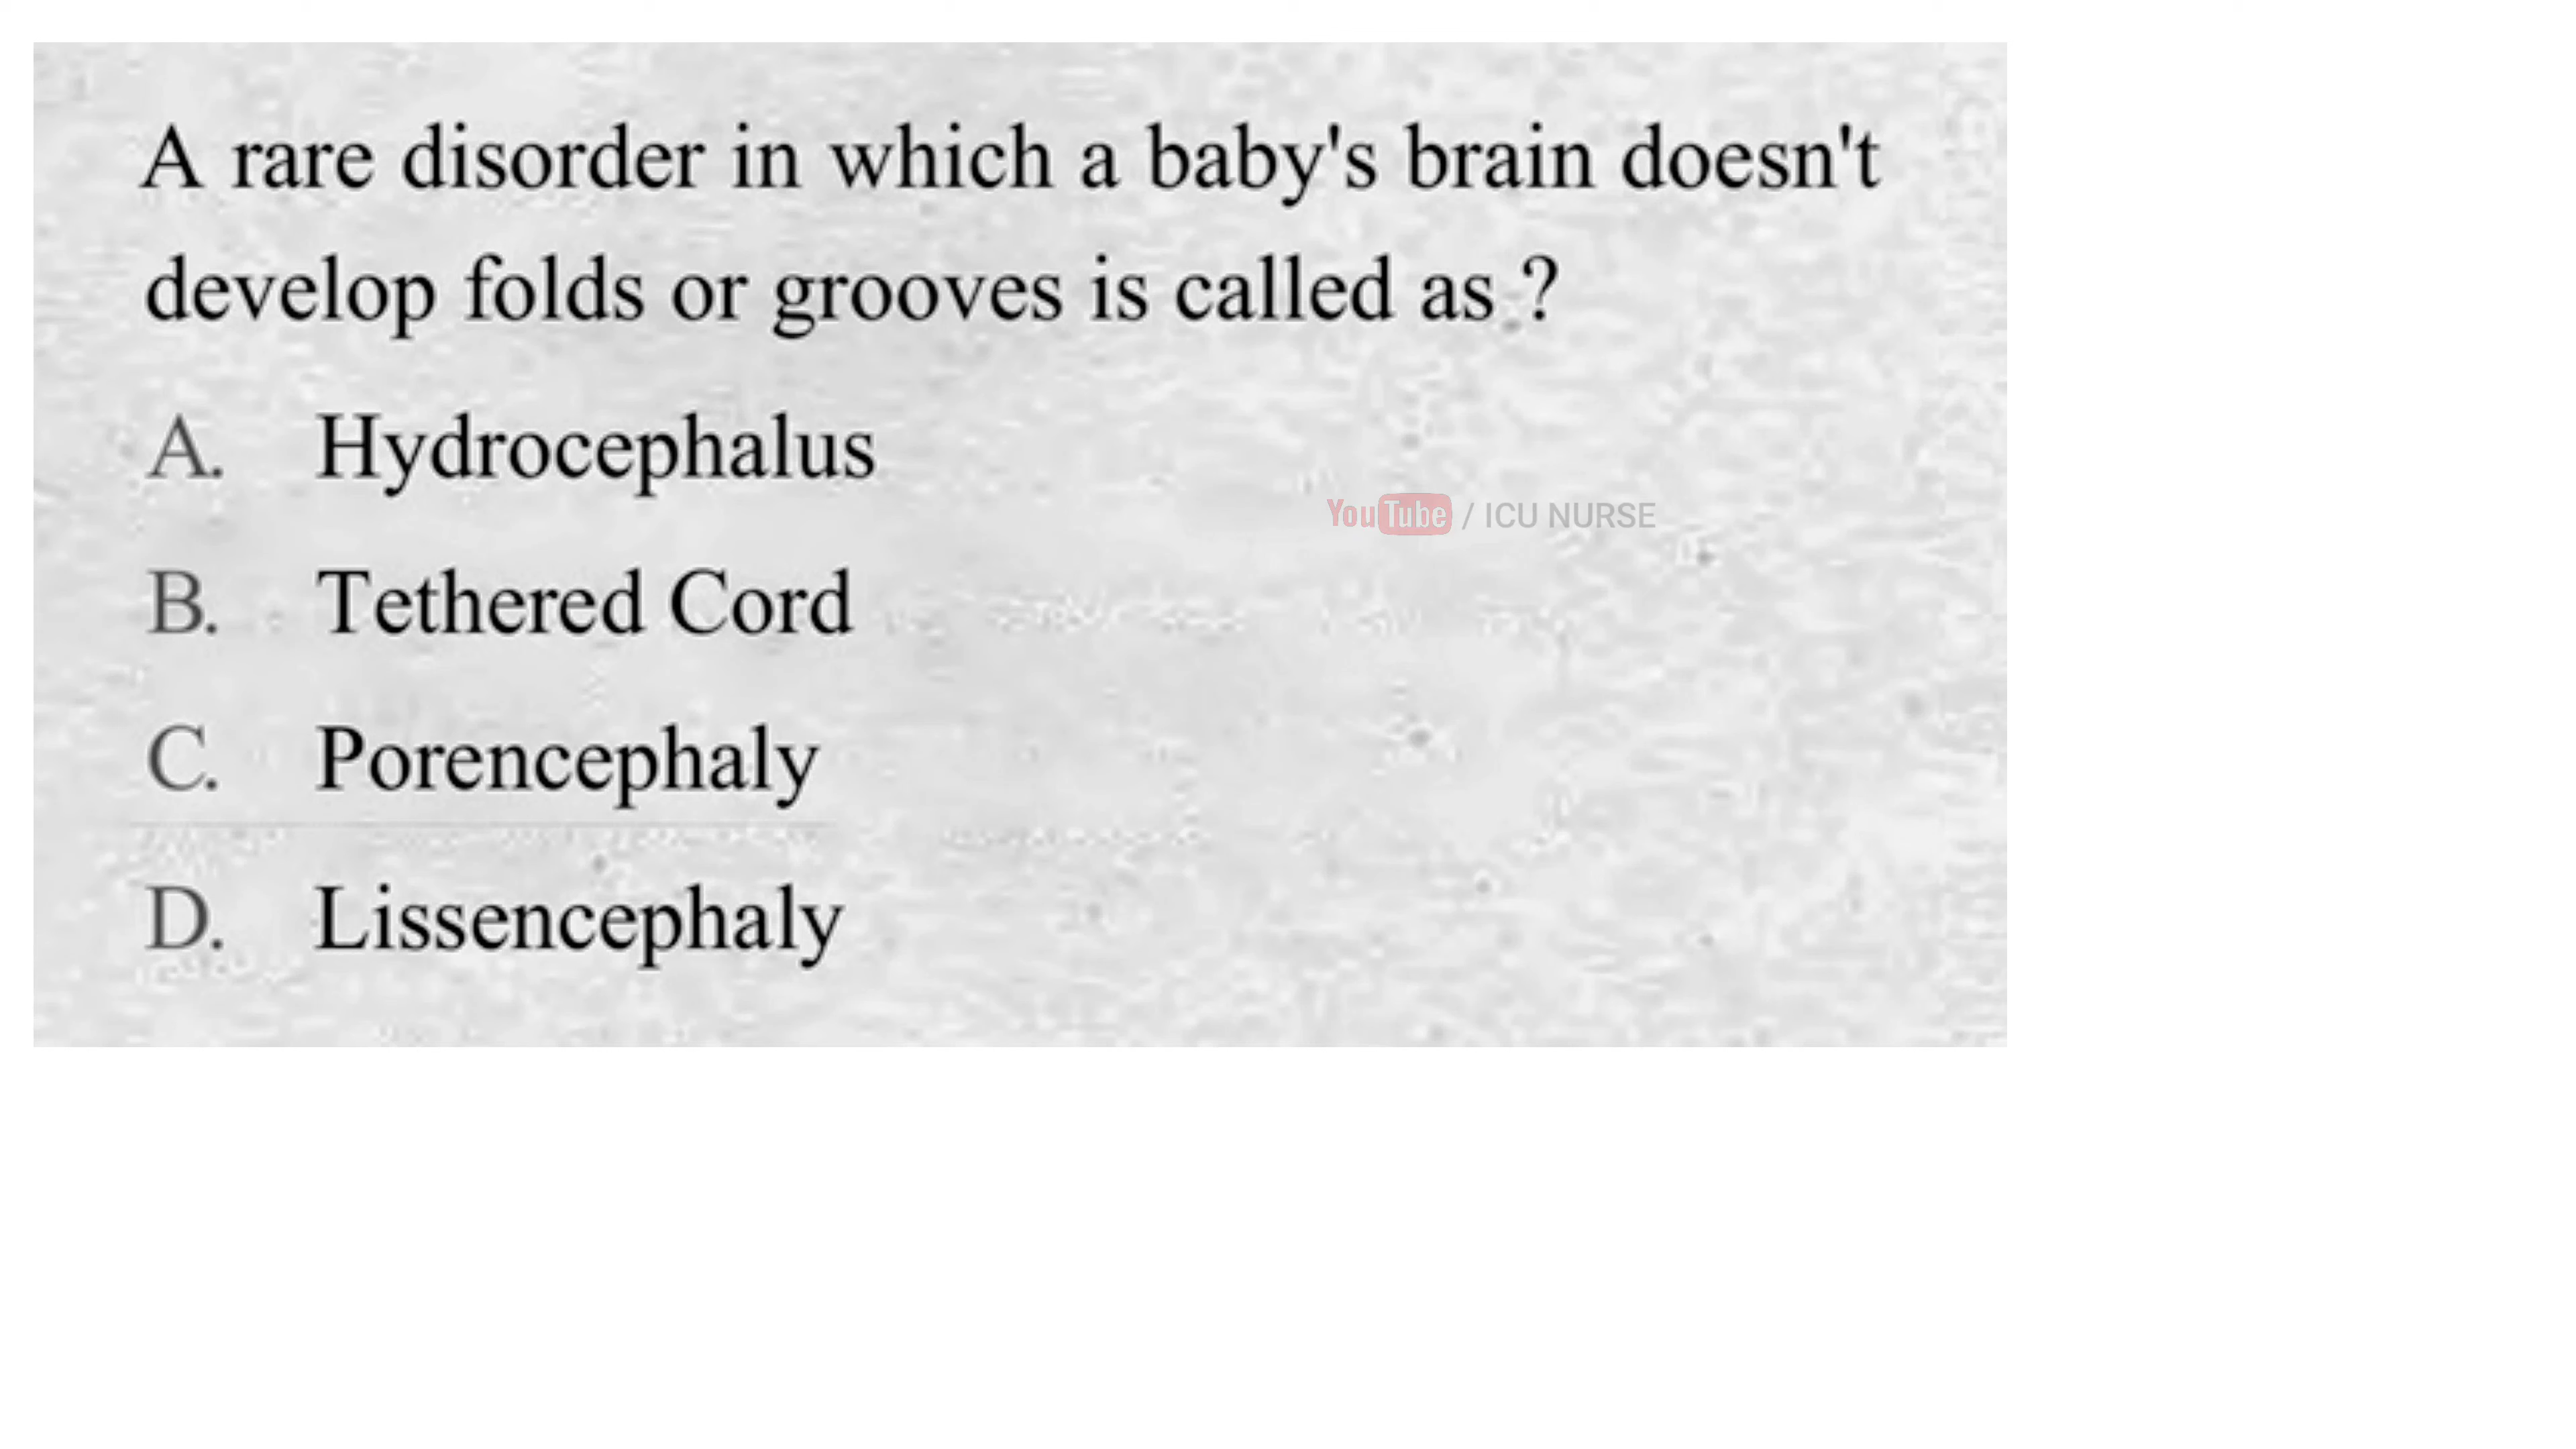 A rare disorder in which a baby's brain doesn't
develop folds or grooves is called as ?
A. Hydrocephalus
YouTube / ICU NURSE
B. Tethered Cord
C. Porencephaly
D. Lissencephaly